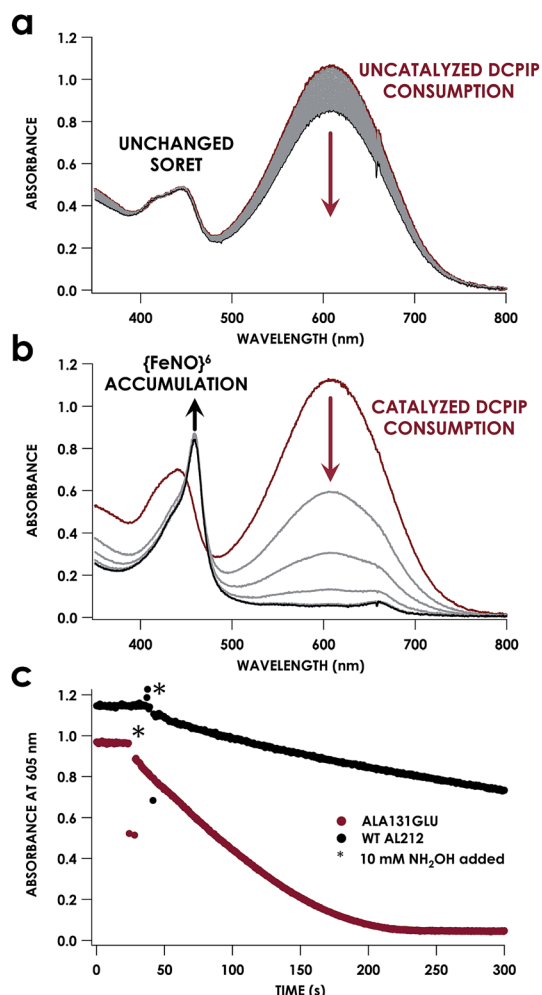 a
1.2
1.0
0.8
0.6
0.4
0.2
0.0
ABSORBANCE
UNCHANGED
SORET
UNCATALYZED DCPIP
CONSUMPTION
400
500
600
700
800
WAVELENGTH (nm)
b
{FeNO}⁶
ACCUMULATION
CATALYZED DCPIP
CONSUMPTION
1.2
1.0
0.8
0.6
0.4
0.2
0.0
ABSORBANCE
400
500
600
700
800
WAVELENGTH (nm)
c
1.2
1.0
0.8
0.6
0.4
0.2
0.0
ABSORBANCE AT 605 nm
*
*
ALA131GLU
WT AL212
* 10 mM NH₂OH added
0
50
100
150
200
250
300
TIME (s)